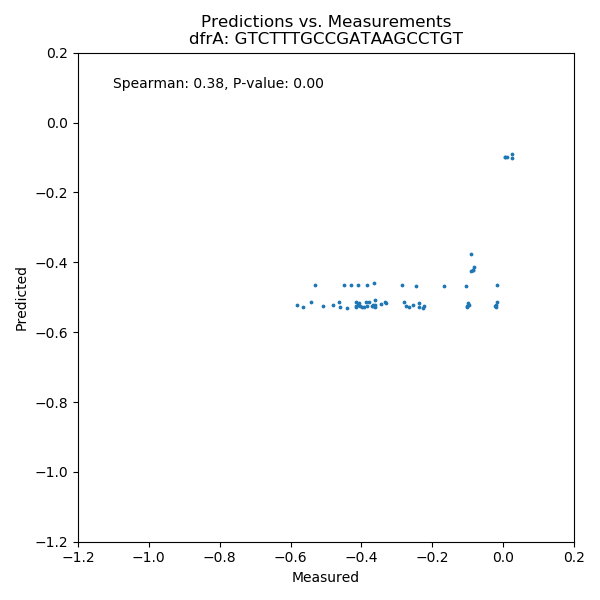 Predictions vs. Measurements
dfrA: GTCTTTGCCGATAAGCCTGT
Spearman: 0.38, P-value: 0.00
0.2
0.0
−0.2
−0.4
−0.6
−0.8
−1.0
−1.2
Predicted
−1.2 −1.0 −0.8 −0.6 −0.4 −0.2 0.0 0.2
Measured